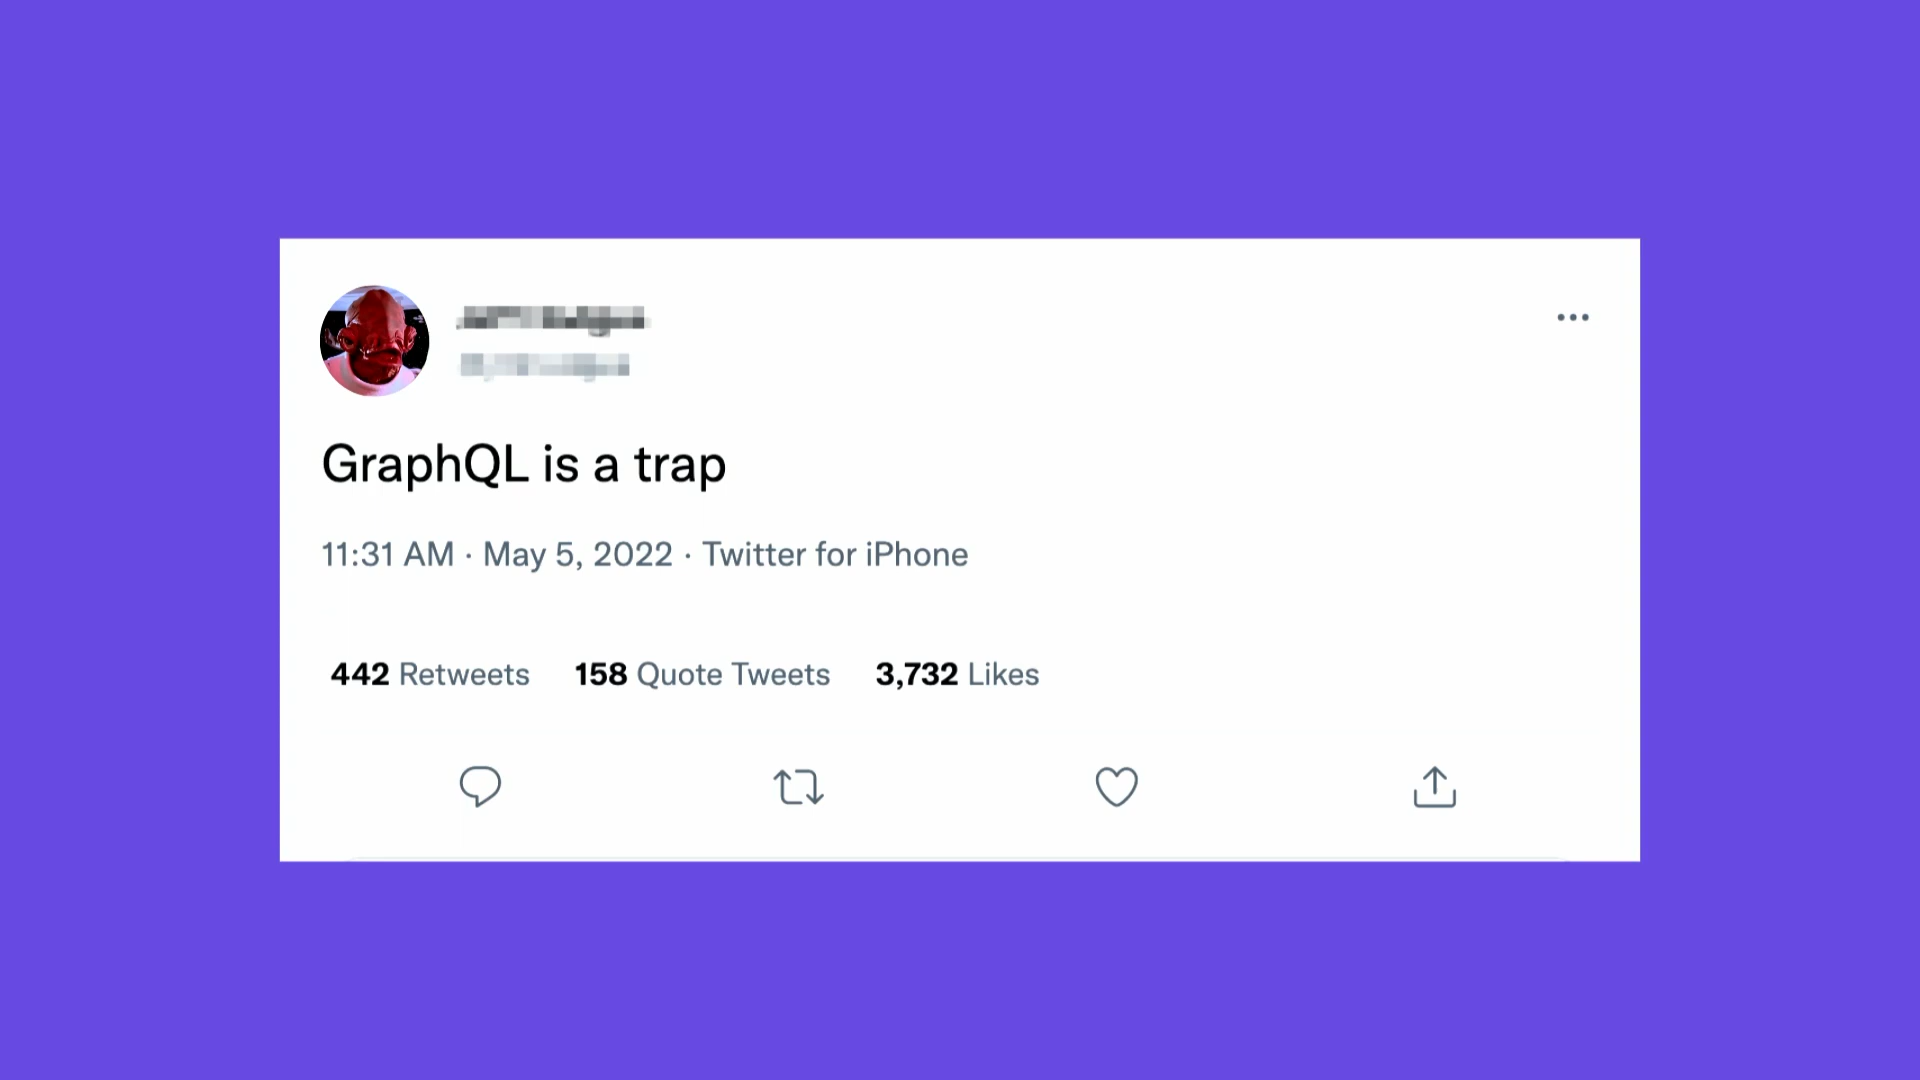 GraphQL is a trap
11:31 AM · May 5, 2022 · Twitter for iPhone
442 Retweets 158 Quote Tweets 3,732 Likes